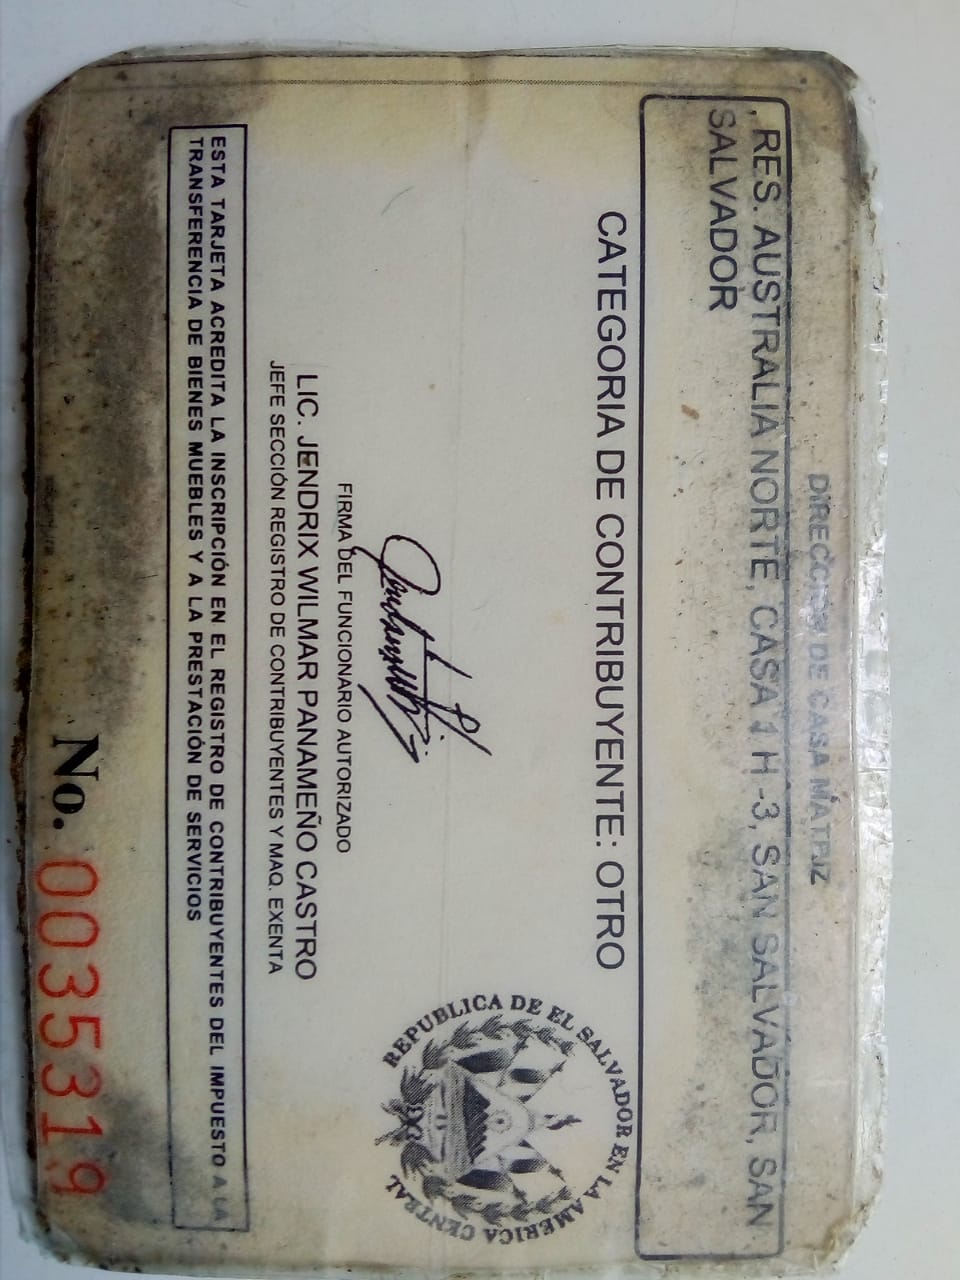 DIRECCIÓN DE CASA MATRIZ
, RES. AUSTRALIA NORTE, CASA 1 H -3, SAN SALVADOR, SAN
SALVADOR
CATEGORIA DE CONTRIBUYENTE: OTRO
REPUBLICA DE EL SALVADOR EN LA AMERICA CENTRAL
FIRMA DEL FUNCIONARIO AUTORIZADO
LIC. JENDRIX WILMAR PANAMEÑO CASTRO
JEFE SECCIÓN REGISTRO DE CONTRIBUYENTES Y MAQ. EXENTA
ESTA TARJETA ACREDITA LA INSCRIPCIÓN EN EL REGISTRO DE CONTRIBUYENTES DEL IMPUESTO A LA
TRANSFERENCIA DE BIENES MUEBLES Y A LA PRESTACIÓN DE SERVICIOS
No. 0035319